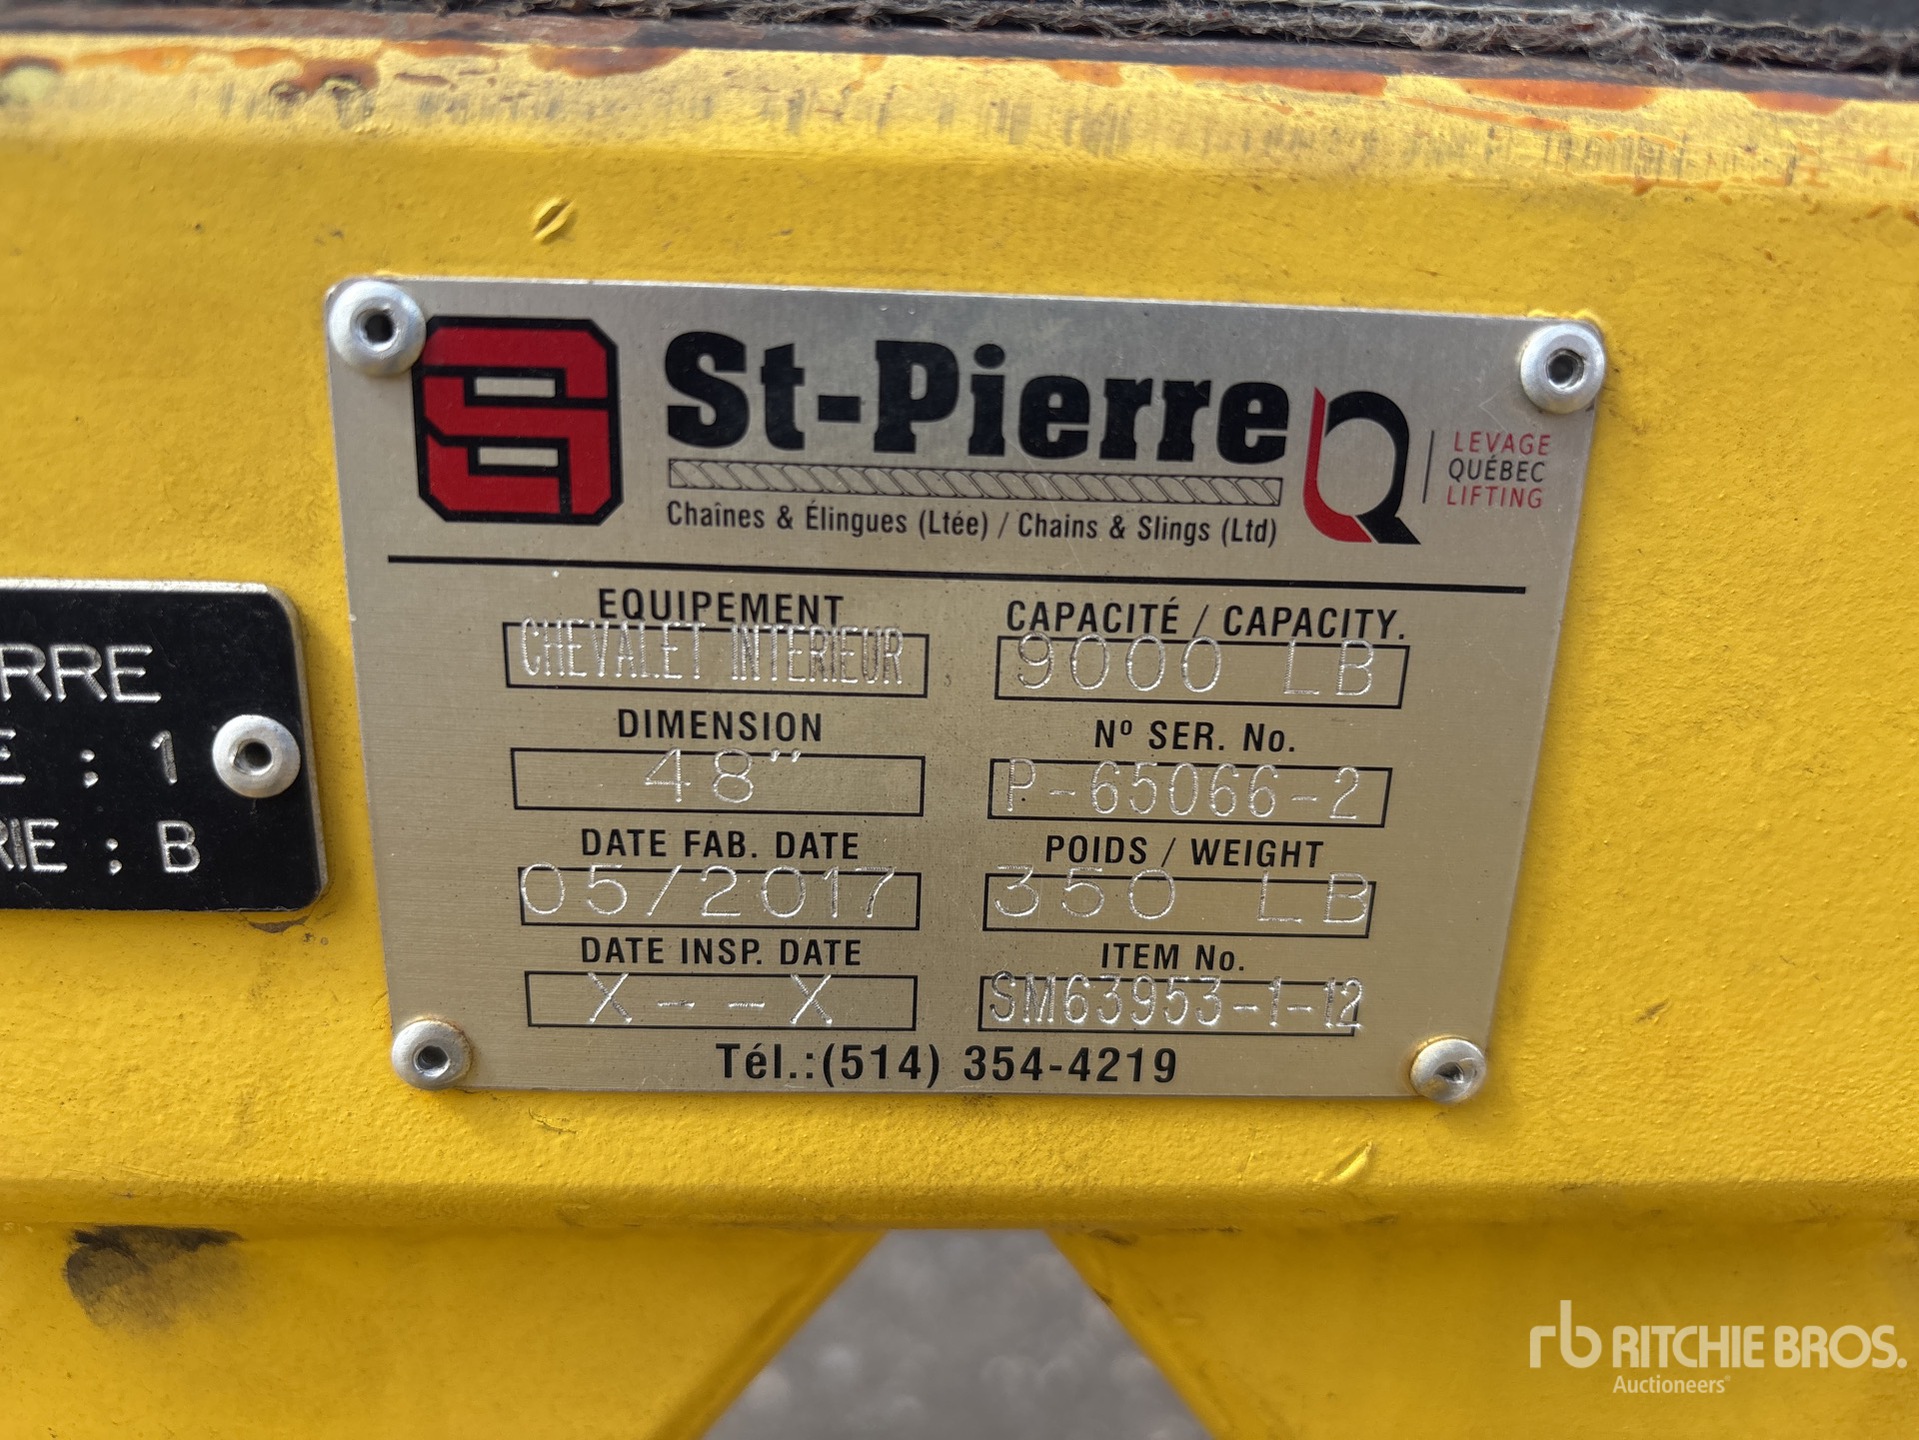 St-Pierre
LEVAGE
QUÉBEC
LIFTING
Chaînes & Élingues (Ltée) / Chains & Slings (Ltd)
EQUIPEMENT
CHEVALET INTERIEUR
CAPACITÉ / CAPACITY.
9000 LB
DIMENSION
48"
Nº SER. No.
P-65066-2
DATE FAB. DATE
05/2017
POIDS / WEIGHT
350 LB
DATE INSP. DATE
X--X
ITEM No.
SM63953-1-12
Tél.:(514) 354-4219
RRE
E : 1
RIE : B
rb RITCHIE BROS.
Auctioneers